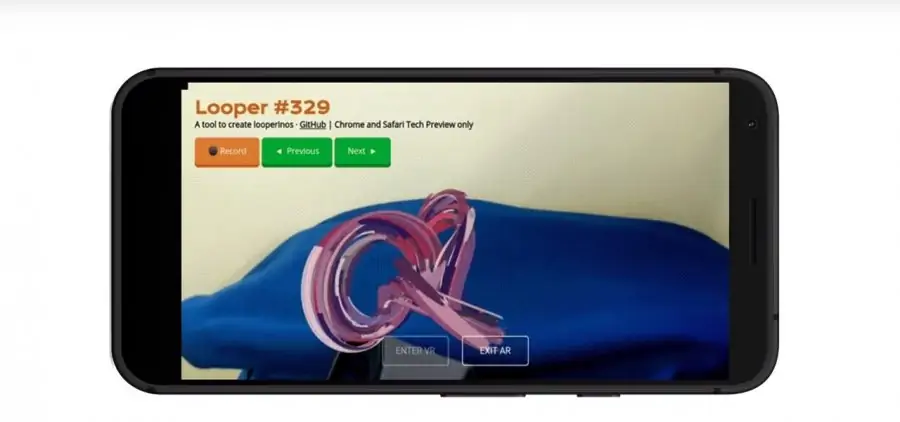 Looper #329
A tool to create looperinos · GitHub | Chrome and Safari Tech Preview only
Record ◄ Previous Next ►
ENTER VR EXIT AR